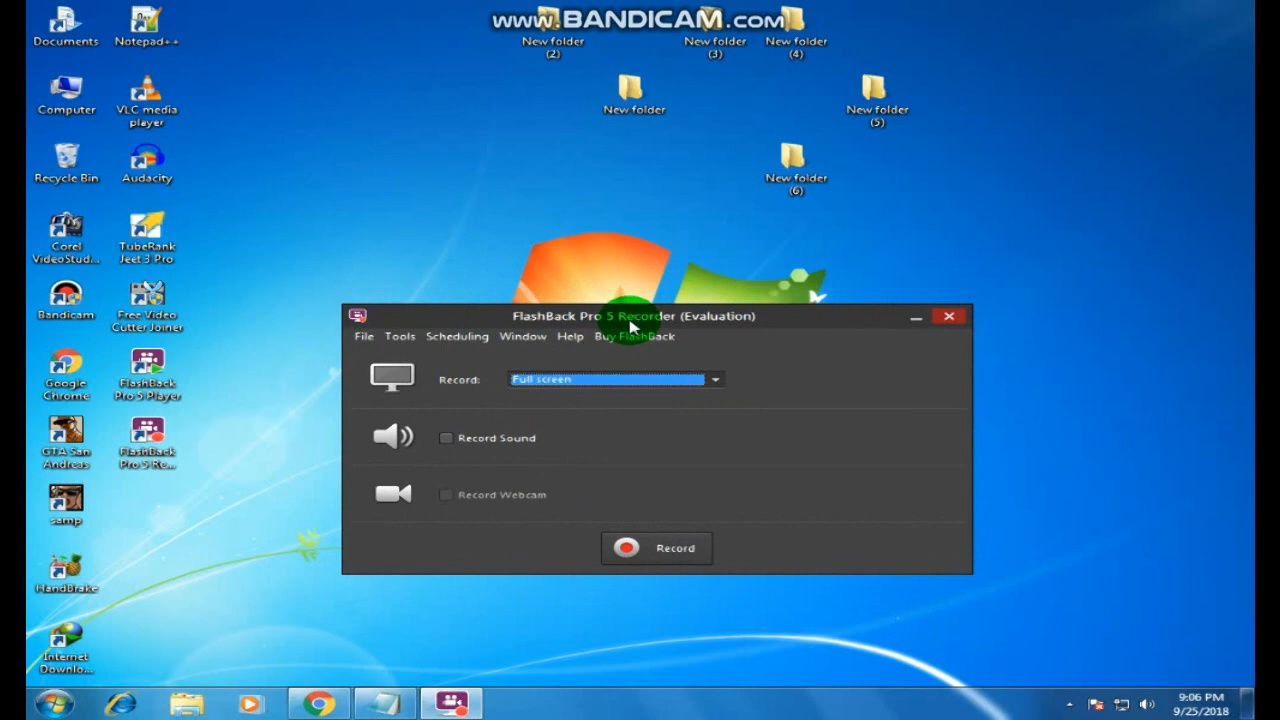 www.BANDICAM.com
Documents
Notepad++
New folder
(2)
New folder
(3)
New folder
(4)
Computer
VLC media
player
New folder
New folder
(5)
Recycle Bin
Audacity
New folder
(6)
Corel
VideoStud...
TubeRank
Jeet 3 Pro
Bandicam
Free Video
Cutter Joiner
Google
Chrome
FlashBack
Pro 5 Player
GTA San
Andreas
FlashBack
Pro 5 Re...
samp
HandBrake
Internet
Downlo...
FlashBack Pro 5 Recorder (Evaluation)
File Tools Scheduling Window Help Buy FlashBack
Record: Full screen
Record Sound
Record Webcam
Record
9:06 PM
9/25/2018